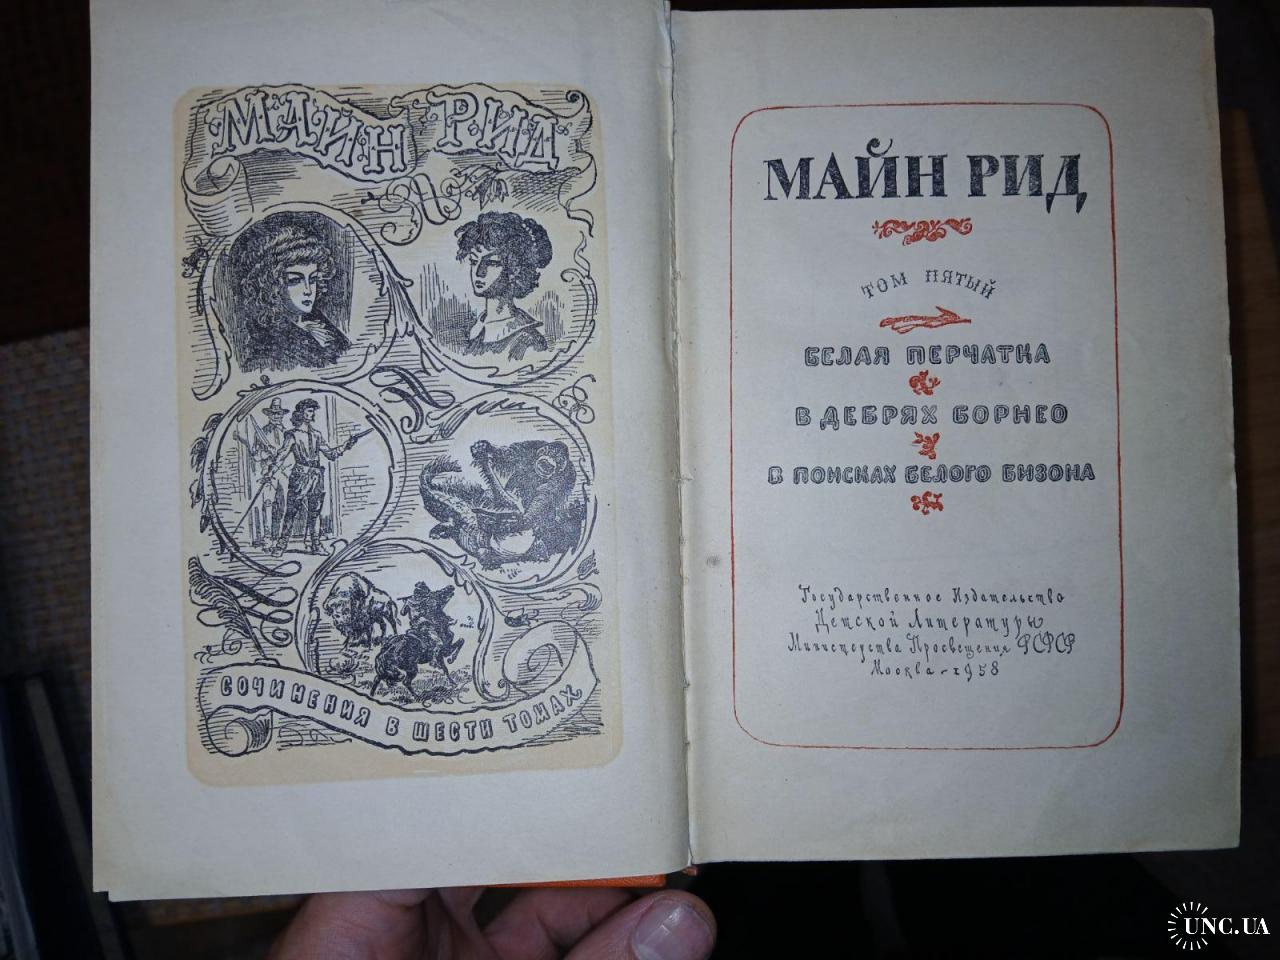 МАЙН РИД
СОЧИНЕНИЯ В ШЕСТИ ТОМАХ
МАЙН РИД
ТОМ ПЯТЫЙ
БЕЛАЯ ПЕРЧАТКА
В ДЕБРЯХ БОРНЕО
В ПОИСКАХ БЕЛОГО БИЗОНА
Государственное Издательство
Детской Литературы
Министерства Просвещения РСФСР
Москва - 1958
UNC.UA